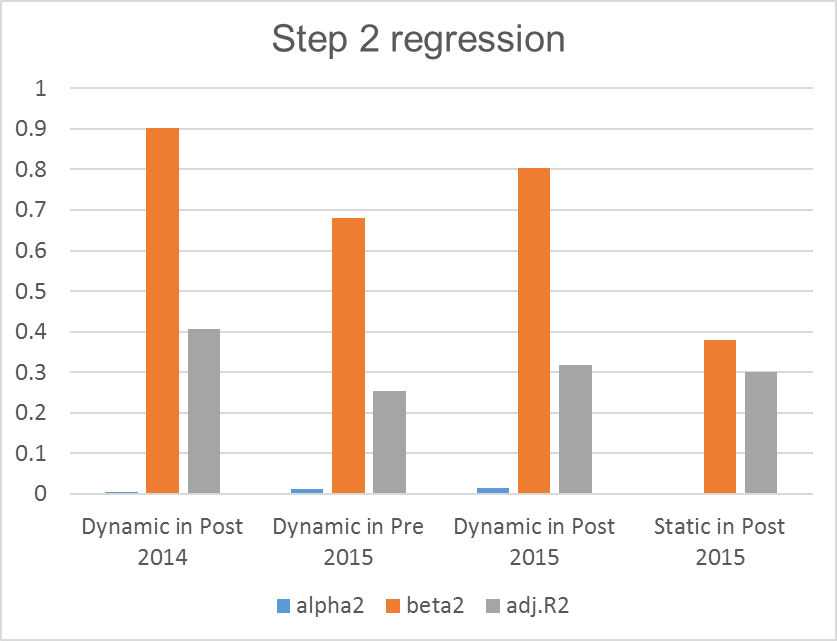 Step 2 regression
1
0.9
0.8
0.7
0.6
0.5
0.4
0.3
0.2
0.1
0
Dynamic in Post 2014
Dynamic in Pre 2015
Dynamic in Post 2015
Static in Post 2015
alpha2
beta2
adj.R2